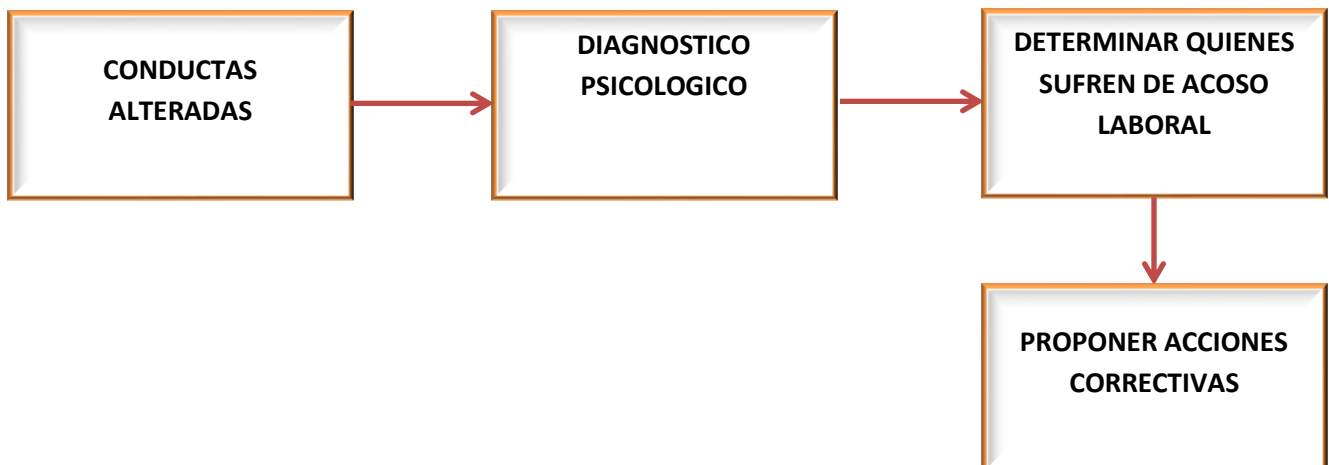 CONDUCTAS
ALTERADAS
DIAGNOSTICO
PSICOLOGICO
DETERMINAR QUIENES
SUFREN DE ACOSO
LABORAL
PROPONER ACCIONES
CORRECTIVAS